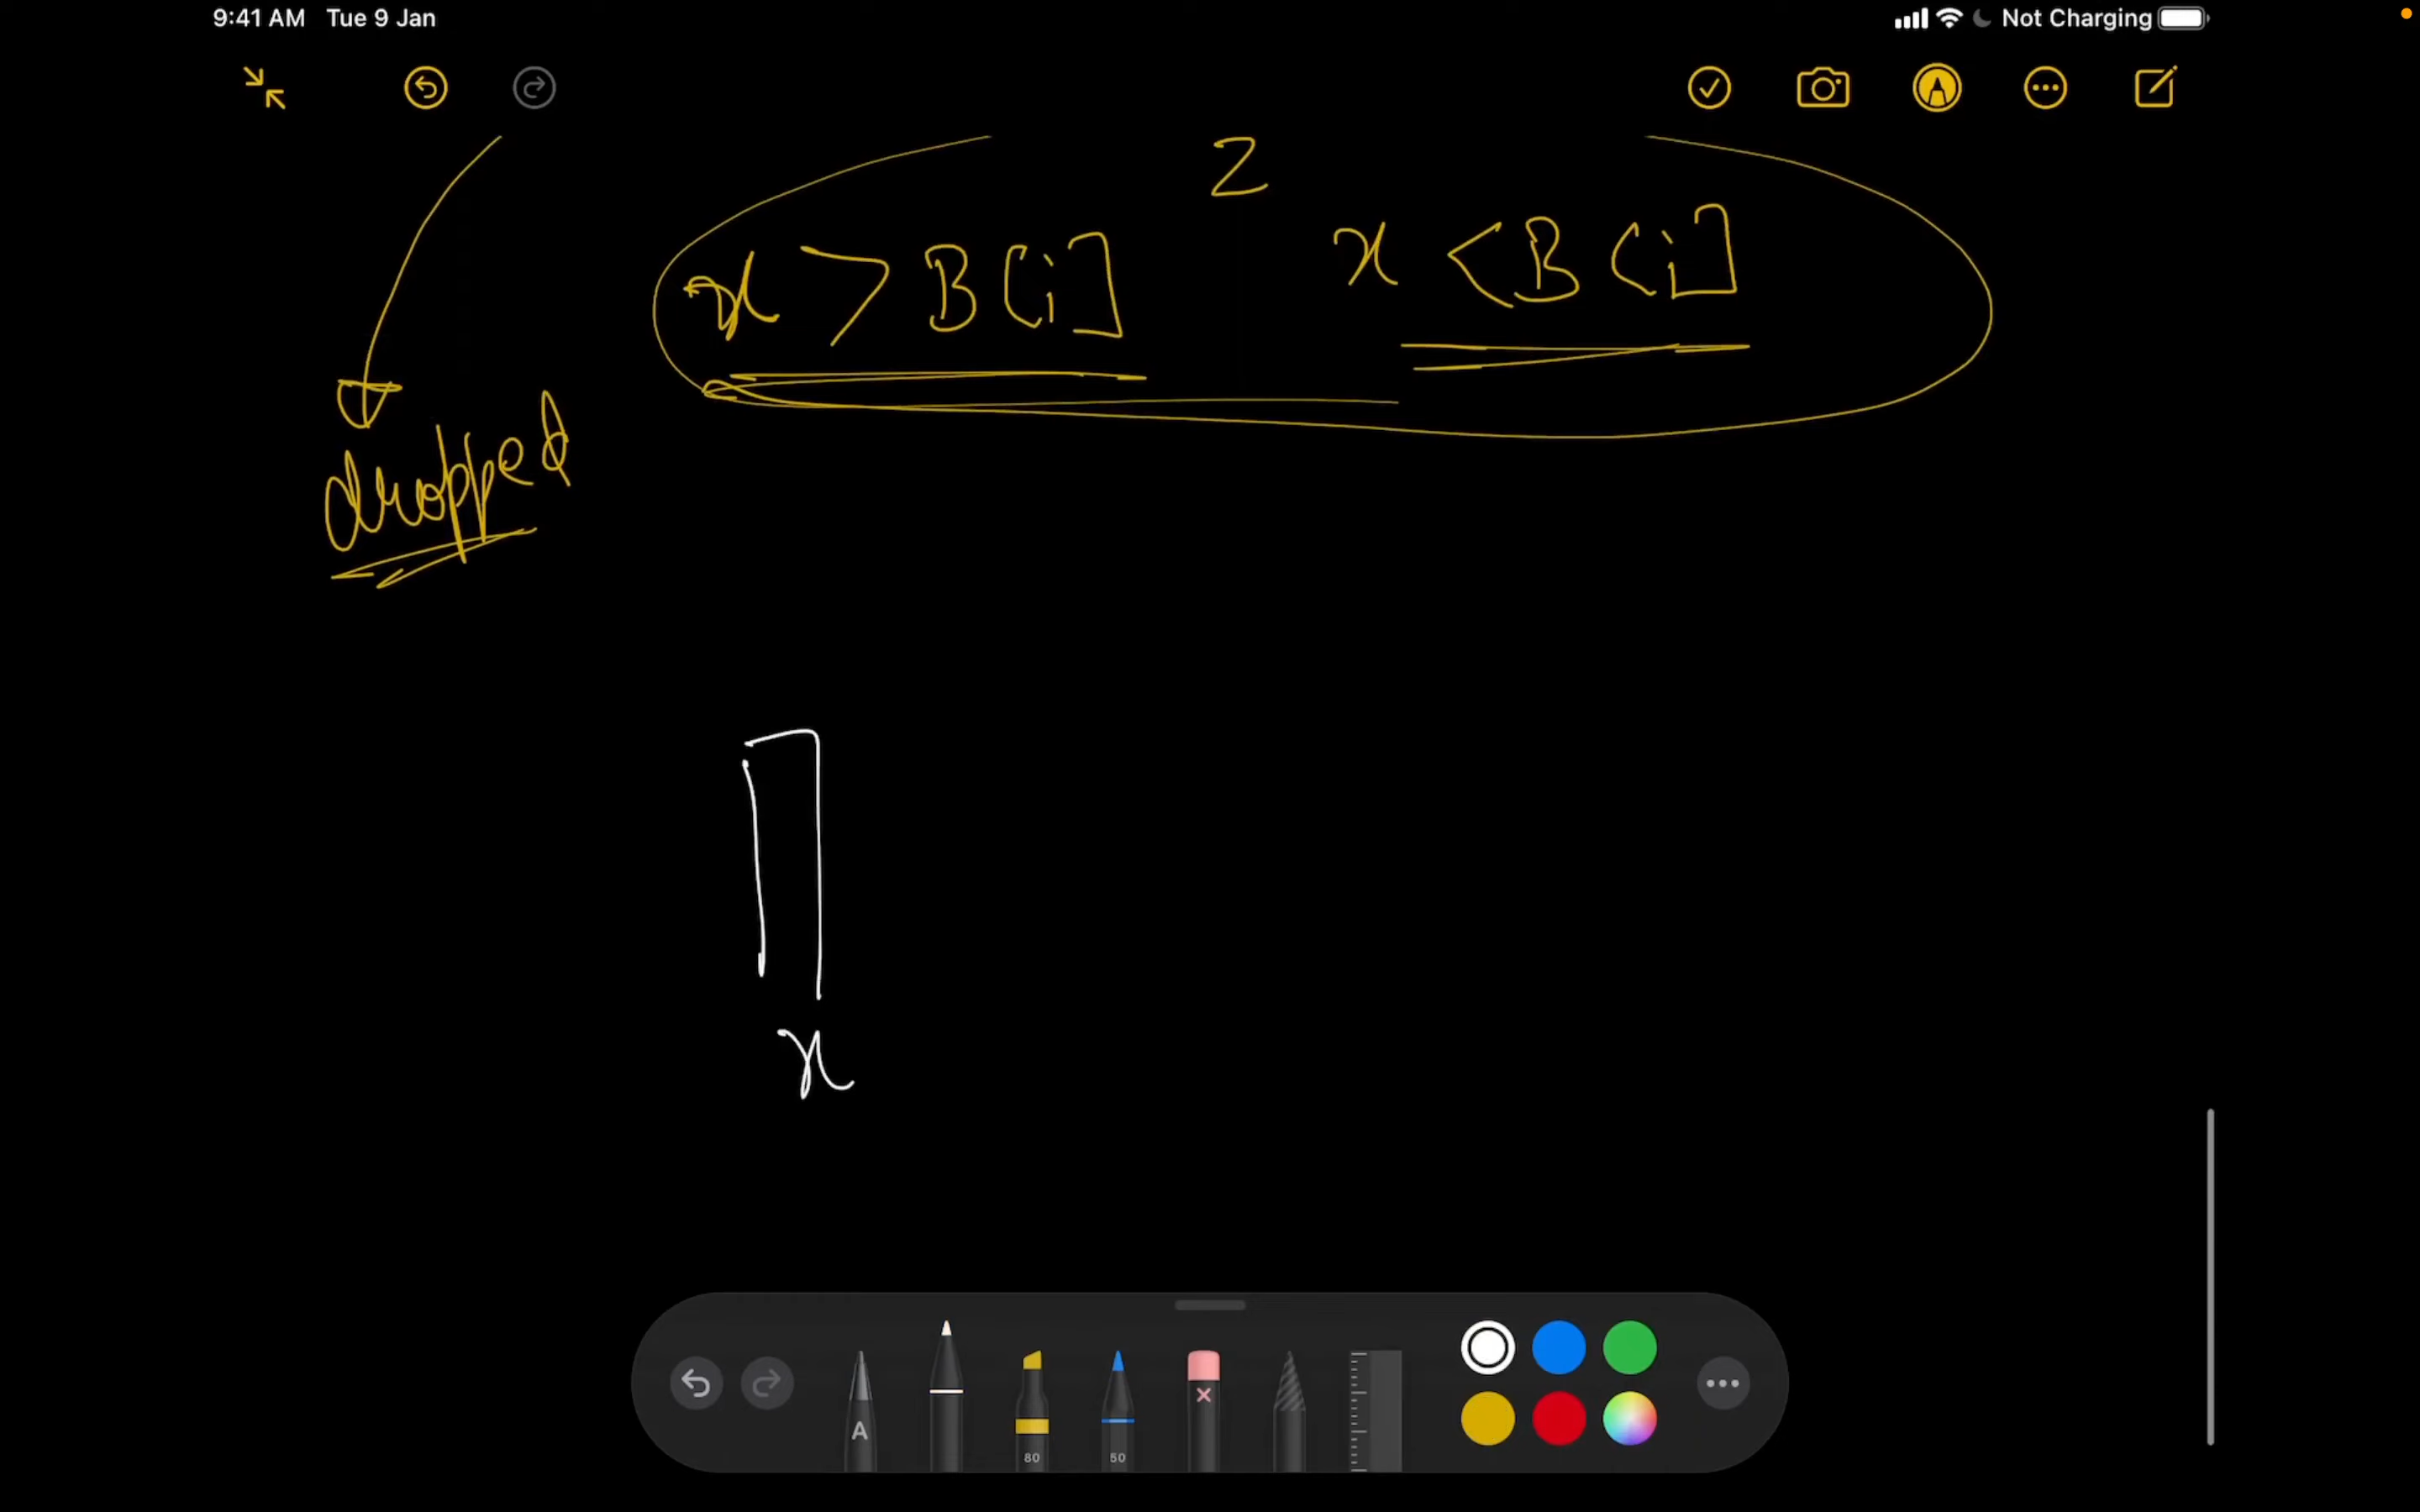 9:41 AM Tue 9 Jan Not Charging
2
x > B[i] x < B[i]
dropped
x
A 80 50